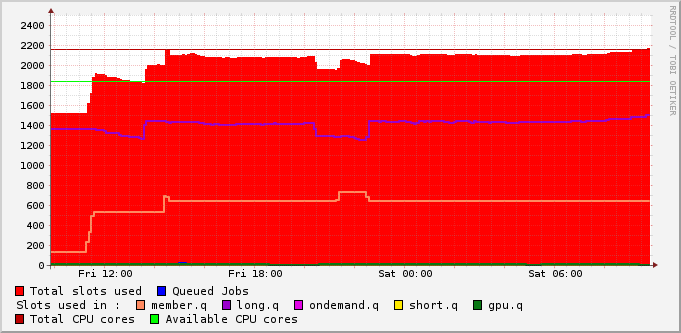 RRDTOOL / TOBI OETIKER
2400
2200
2000
1800
1600
1400
1200
1000
800
600
400
200
0
Fri 12:00 Fri 18:00 Sat 00:00 Sat 06:00
Total slots used Queued Jobs
Slots used in : member.q long.q ondemand.q short.q gpu.q
Total CPU cores Available CPU cores